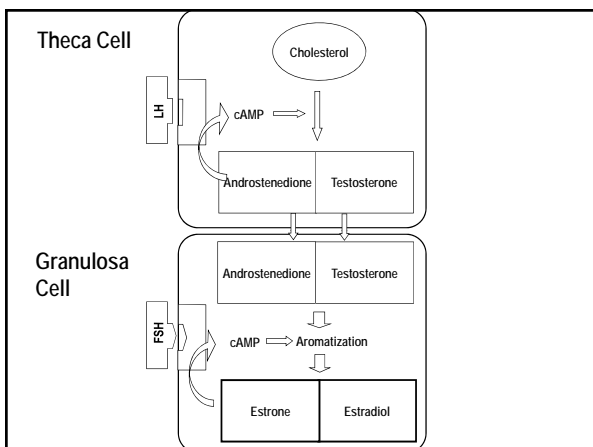 Theca Cell
Cholesterol
LH
cAMP
Androstenedione
Testosterone
Granulosa
Cell
Androstenedione
Testosterone
FSH
cAMP
Aromatization
Estrone
Estradiol